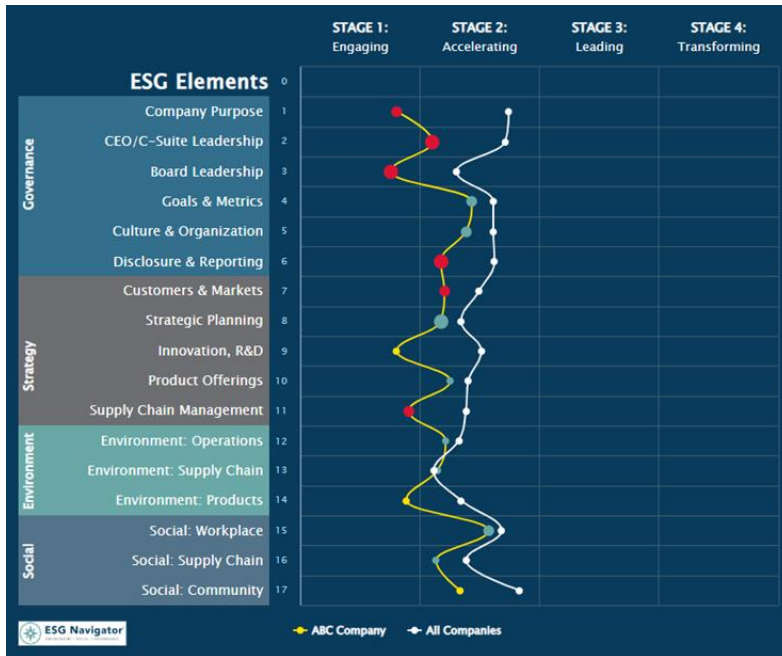 STAGE 1: STAGE 2: STAGE 3: STAGE 4:
Engaging Accelerating Leading Transforming
ESG Elements 0
Governance
Company Purpose 1
CEO/C-Suite Leadership 2
Board Leadership 3
Goals & Metrics 4
Culture & Organization 5
Disclosure & Reporting 6
Strategy
Customers & Markets 7
Strategic Planning 8
Innovation, R&D 9
Product Offerings 10
Supply Chain Management 11
Environment
Environment: Operations 12
Environment: Supply Chain 13
Environment: Products 14
Social
Social: Workplace 15
Social: Supply Chain 16
Social: Community 17
ESG Navigator
ABC Company All Companies